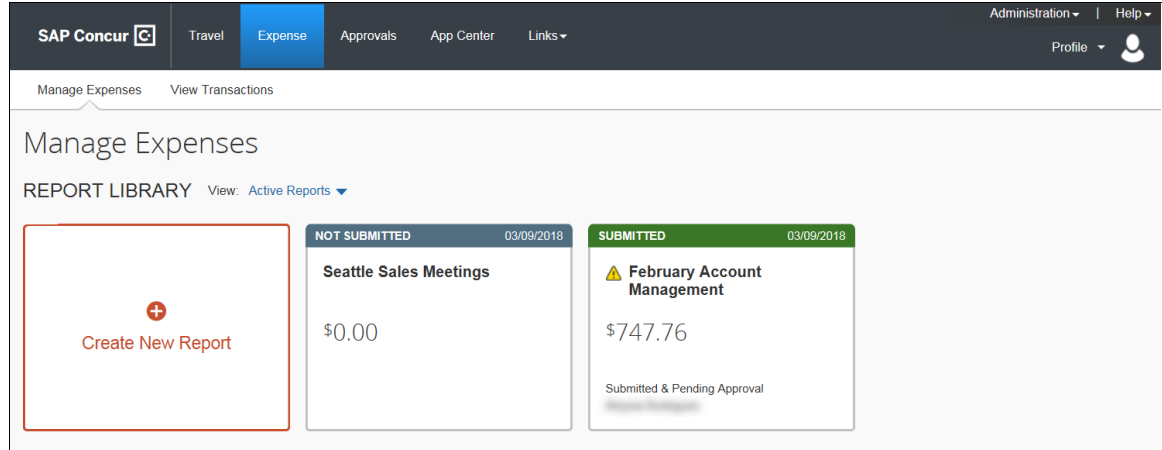 Administration | Help
SAP Concur C Travel Expense Approvals App Center Links
Profile
Manage Expenses View Transactions
Manage Expenses
REPORT LIBRARY View: Active Reports
NOT SUBMITTED 03/09/2018
Seattle Sales Meetings
$0.00
SUBMITTED 03/09/2018
February Account
Management
$747.76
Submitted & Pending Approval
Create New Report